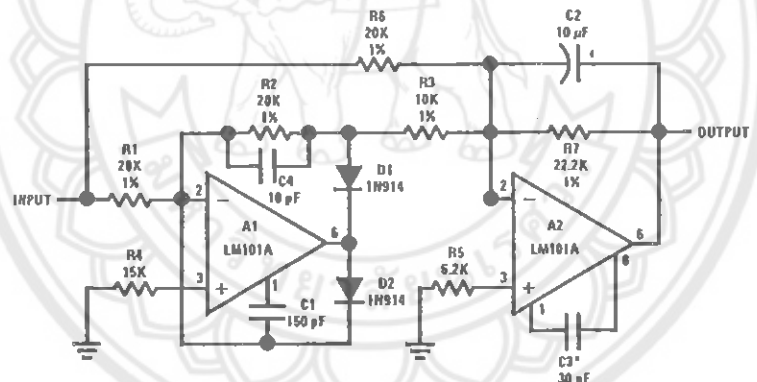 R6
20K
1%
C2
10 μF
+
R2
20K
1%
R3
10K
1%
R1
20K
1%
C4
10 pF
D1
1N914
R7
22.2K
1%
OUTPUT
INPUT
2
−
A1
LM101A
6
2
−
A2
LM101A
6
8
R4
15K
3
+
1
D2
1N914
R5
6.2K
3
+
1
C1
150 pF
C3*
30 pF